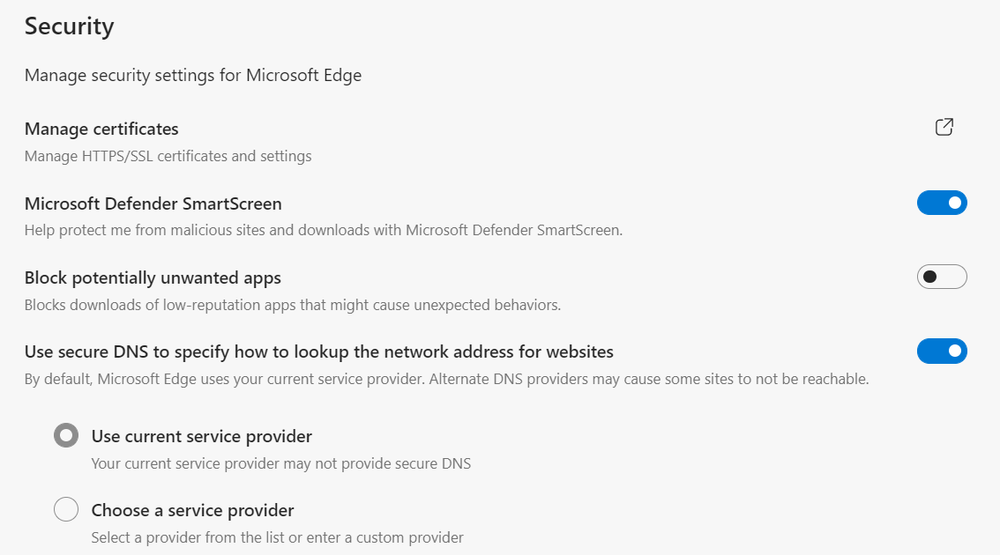 Security
Manage security settings for Microsoft Edge
Manage certificates
Manage HTTPS/SSL certificates and settings
Microsoft Defender SmartScreen
Help protect me from malicious sites and downloads with Microsoft Defender SmartScreen.
Block potentially unwanted apps
Blocks downloads of low-reputation apps that might cause unexpected behaviors.
Use secure DNS to specify how to lookup the network address for websites
By default, Microsoft Edge uses your current service provider. Alternate DNS providers may cause some sites to not be reachable.
Use current service provider
Your current service provider may not provide secure DNS
Choose a service provider
Select a provider from the list or enter a custom provider